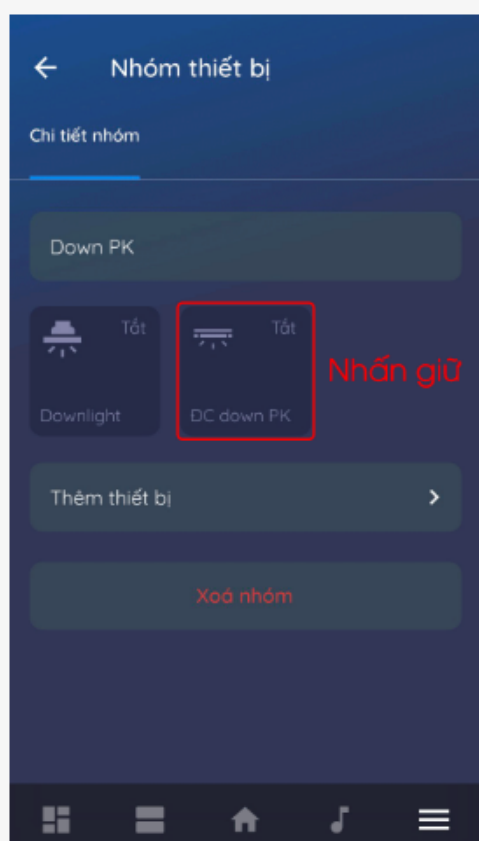 Nhóm thiết bị
Chi tiết nhóm
Down PK
Tắt
Tắt
Nhấn giữ
Downlight
ĐC down PK
Thêm thiết bị
Xoá nhóm